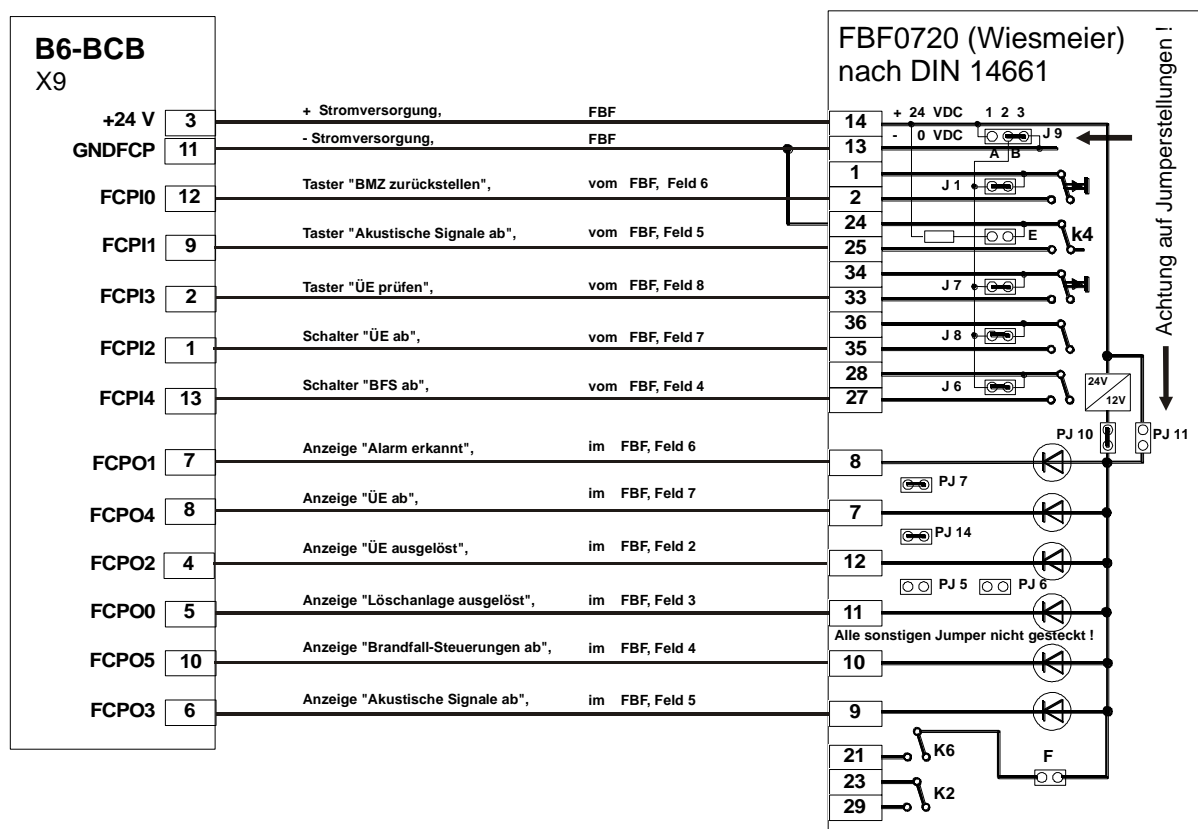 B6-BCB
X9
FBF0720 (Wiesmeier)
nach DIN 14661
Achtung auf Jumperstellungen !
+24 V 3 + Stromversorgung, FBF 14 + 24 VDC 1 2 3
GNDFCP 11 - Stromversorgung, FBF 13 - 0 VDC J 9
A B
1
FCPI0 12 Taster "BMZ zurückstellen", vom FBF, Feld 6 2 J 1
24
FCPI1 9 Taster "Akustische Signale ab", vom FBF, Feld 5 25 E k4
34
FCPI3 2 Taster "ÜE prüfen", vom FBF, Feld 8 33 J 7
36
FCPI2 1 Schalter "ÜE ab", vom FBF, Feld 7 35 J 8
28
FCPI4 13 Schalter "BFS ab", vom FBF, Feld 4 27 J 6
24V
12V
PJ 10 PJ 11
FCPO1 7 Anzeige "Alarm erkannt", im FBF, Feld 6 8
PJ 7
FCPO4 8 Anzeige "ÜE ab", im FBF, Feld 7 7
PJ 14
FCPO2 4 Anzeige "ÜE ausgelöst", im FBF, Feld 2 12
PJ 5 PJ 6
FCPO0 5 Anzeige "Löschanlage ausgelöst", im FBF, Feld 3 11
Alle sonstigen Jumper nicht gesteckt !
FCPO5 10 Anzeige "Brandfall-Steuerungen ab", im FBF, Feld 4 10
FCPO3 6 Anzeige "Akustische Signale ab", im FBF, Feld 5 9
21 K6 F
23
29 K2